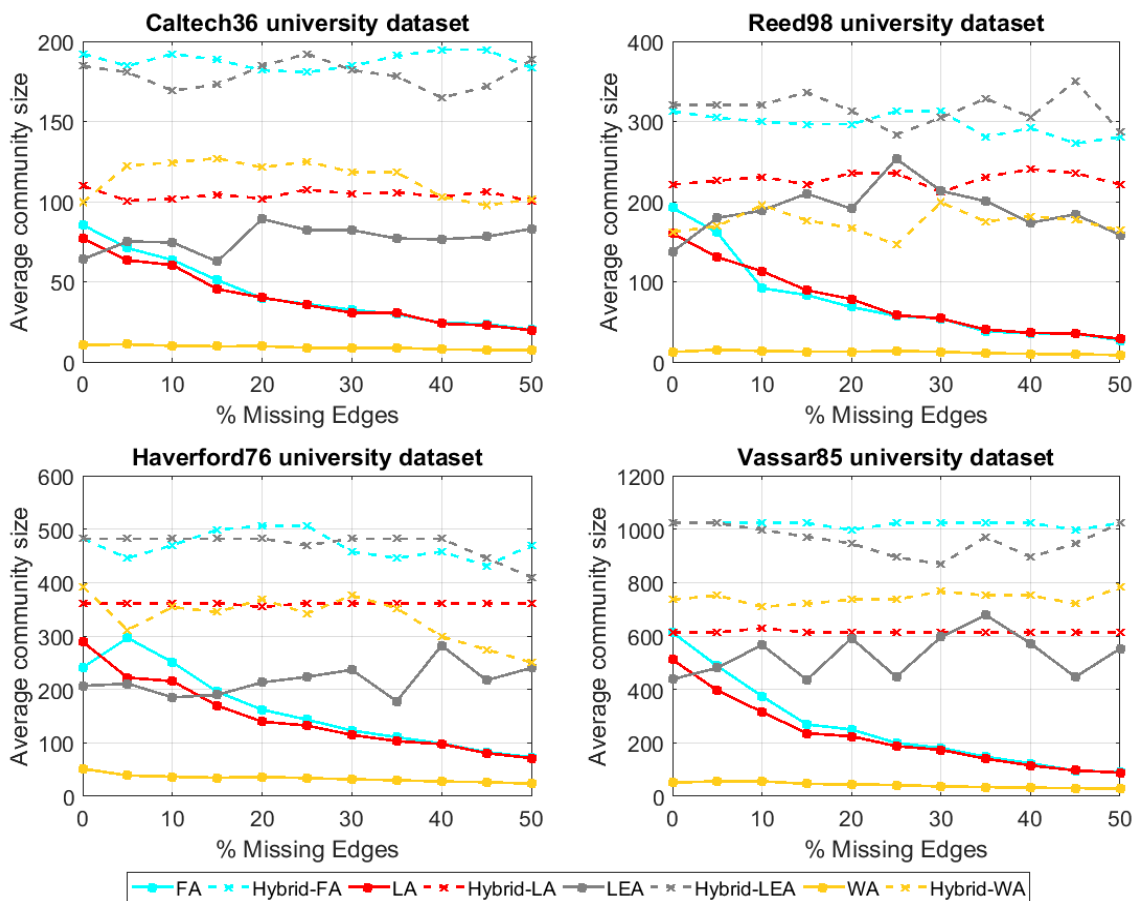 Caltech36 university dataset
Average community size
200
150
100
50
0
0 10 20 30 40 50
% Missing Edges
Reed98 university dataset
Average community size
400
300
200
100
0
0 10 20 30 40 50
% Missing Edges
Haverford76 university dataset
Average community size
600
500
400
300
200
100
0
0 10 20 30 40 50
% Missing Edges
Vassar85 university dataset
Average community size
1200
1000
800
600
400
200
0
0 10 20 30 40 50
% Missing Edges
FA Hybrid-FA LA Hybrid-LA LEA Hybrid-LEA WA Hybrid-WA